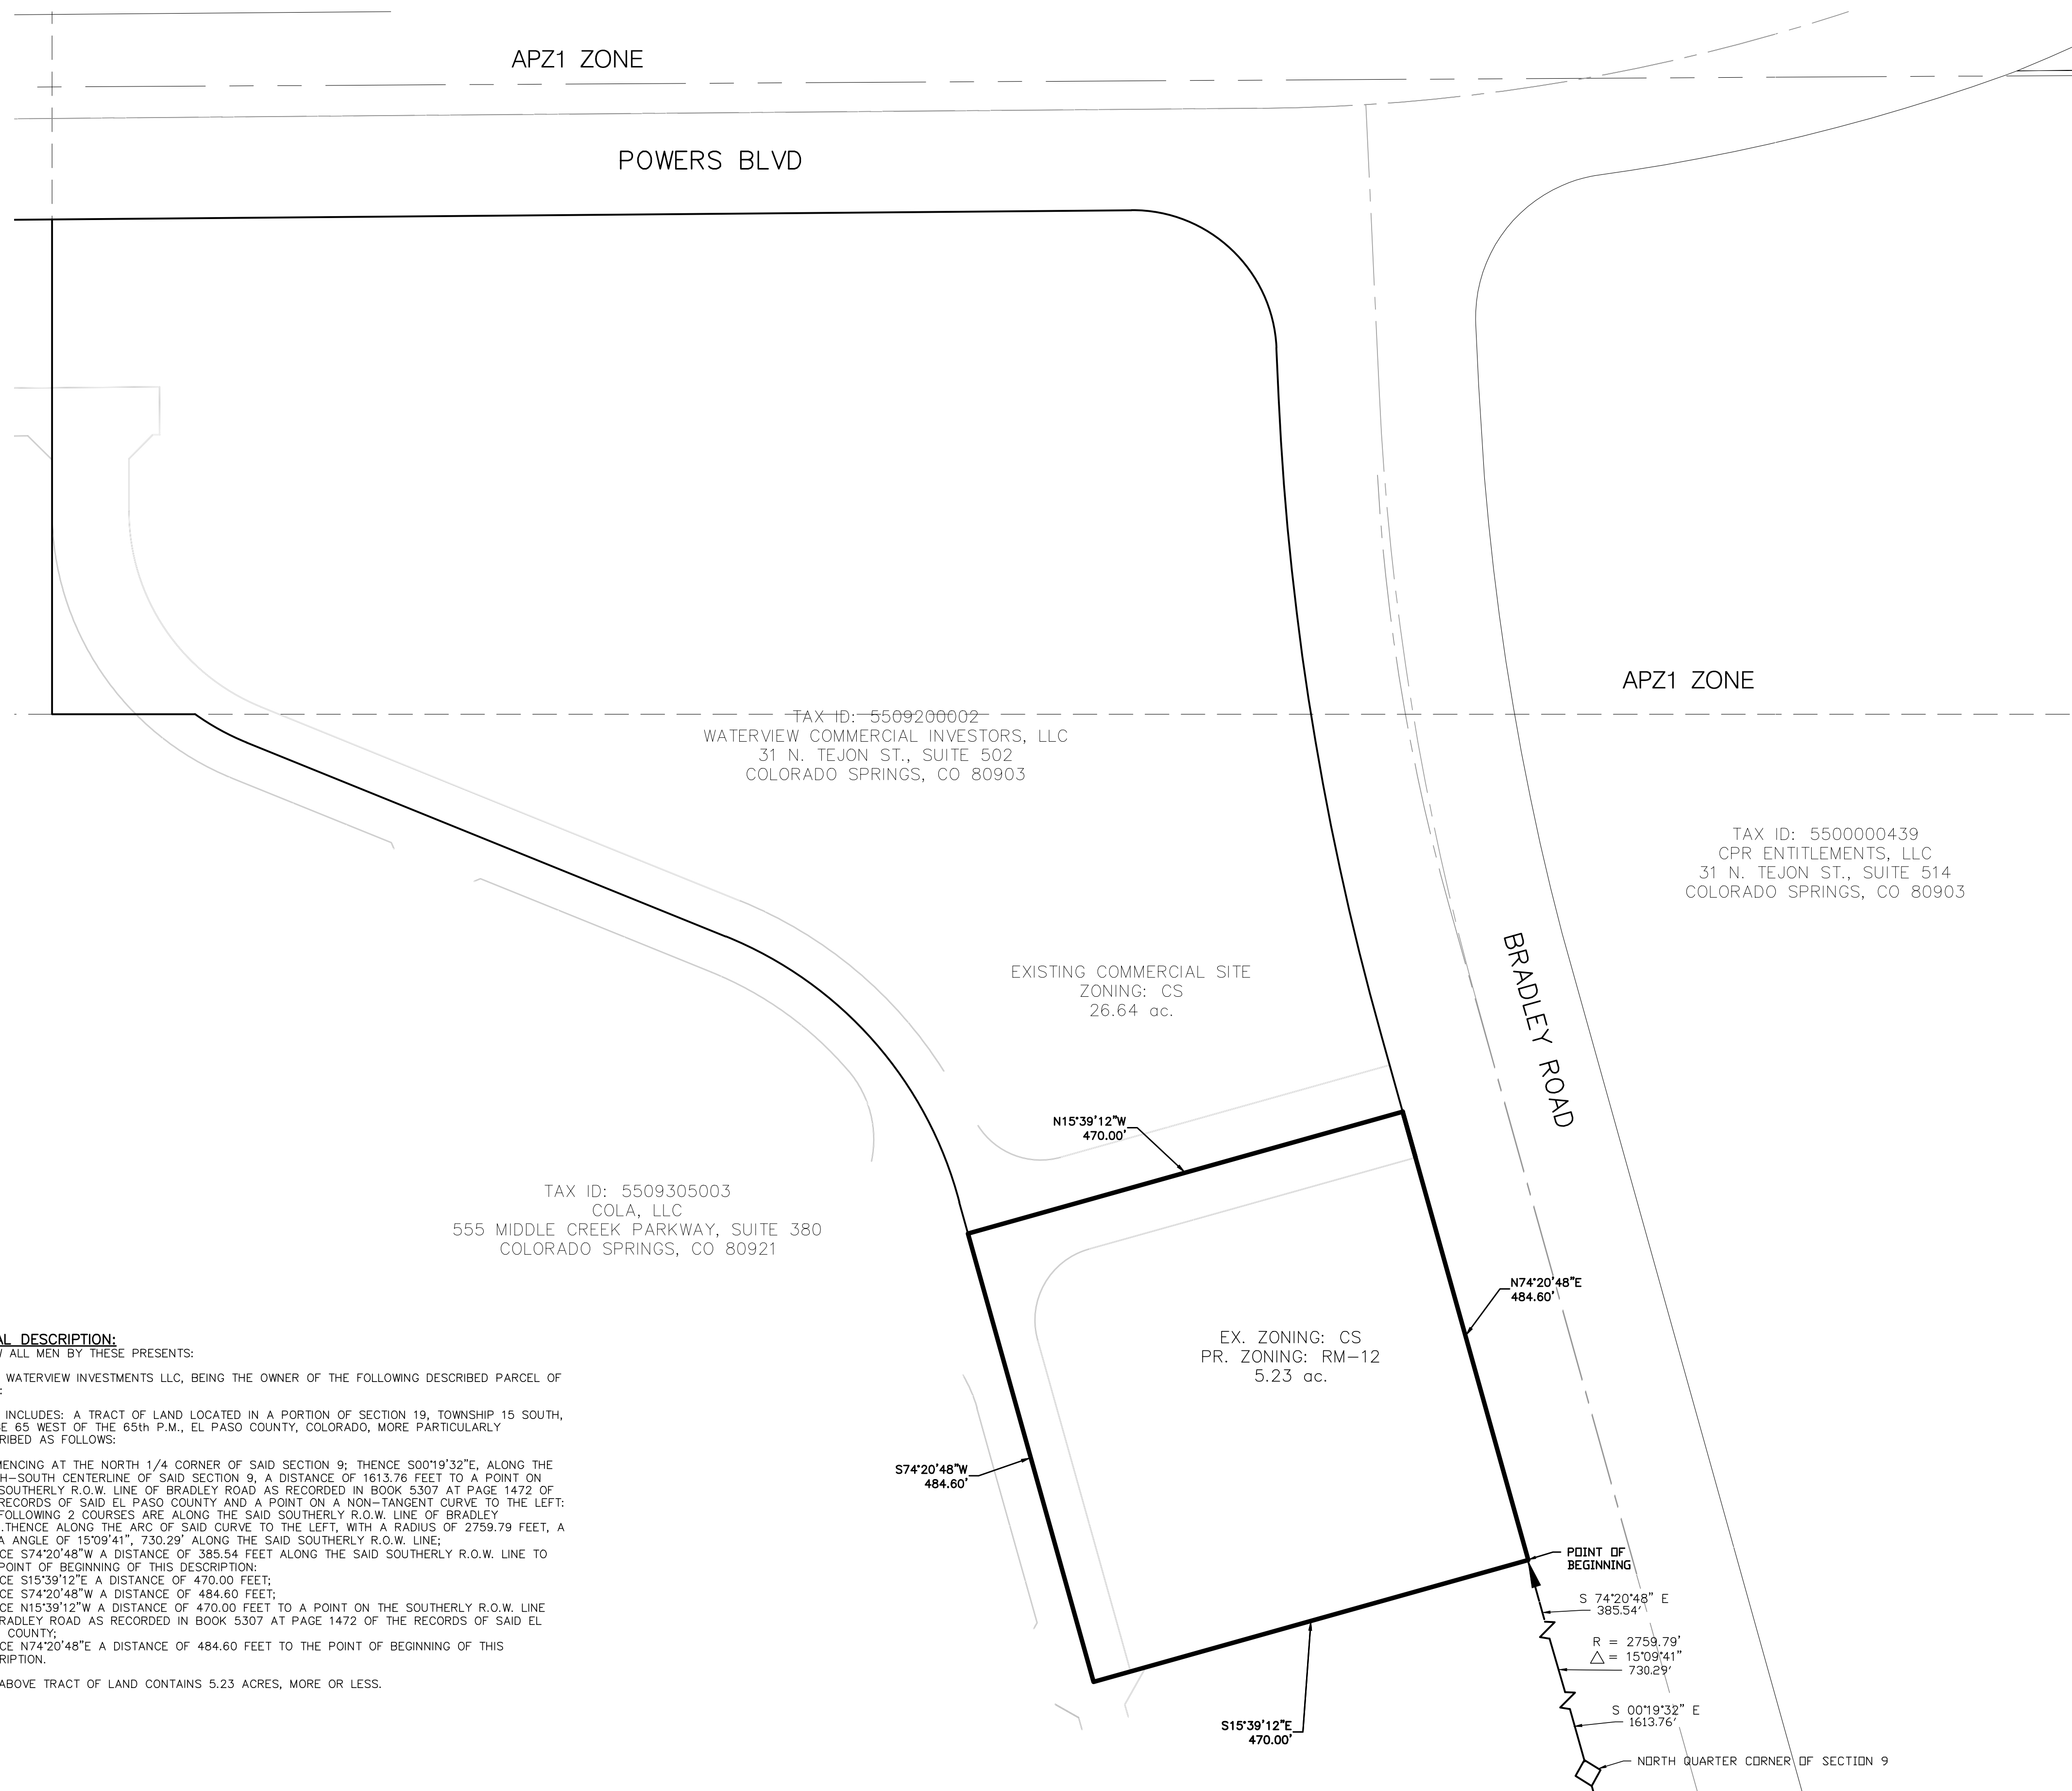 APZ1 ZONE
POWERS BLVD
APZ1 ZONE
TAX ID: 5509200002
WATERVIEW COMMERCIAL INVESTORS, LLC
31 N. TEJON ST., SUITE 502
COLORADO SPRINGS, CO 80903
TAX ID: 5500000439
CPR ENTITLEMENTS, LLC
31 N. TEJON ST., SUITE 514
COLORADO SPRINGS, CO 80903
BRADLEY ROAD
EXISTING COMMERCIAL SITE
ZONING: CS
26.64 ac.
N15°39'12"W
470.00'
TAX ID: 5509305003
COLA, LLC
555 MIDDLE CREEK PARKWAY, SUITE 380
COLORADO SPRINGS, CO 80921
N74°20'48"E
484.60'
EX. ZONING: CS
PR. ZONING: RM-12
5.23 ac.
S74°20'48"W
484.60'
POINT OF
BEGINNING
S 74°20'48" E
385.54'
R = 2759.79'
△ = 15°09'41"
730.29'
S 00°19'32" E
1613.76'
S15°39'12"E
470.00'
NORTH QUARTER CORNER OF SECTION 9
AL DESCRIPTION:
ALL MEN BY THESE PRESENTS:
WATERVIEW INVESTMENTS LLC, BEING THE OWNER OF THE FOLLOWING DESCRIBED PARCEL OF
:
INCLUDES: A TRACT OF LAND LOCATED IN A PORTION OF SECTION 19, TOWNSHIP 15 SOUTH,
E 65 WEST OF THE 65th P.M., EL PASO COUNTY, COLORADO, MORE PARTICULARLY
RIBED AS FOLLOWS:
MENCING AT THE NORTH 1/4 CORNER OF SAID SECTION 9; THENCE S00°19'32"E, ALONG THE
H-SOUTH CENTERLINE OF SAID SECTION 9, A DISTANCE OF 1613.76 FEET TO A POINT ON
SOUTHERLY R.O.W. LINE OF BRADLEY ROAD AS RECORDED IN BOOK 5307 AT PAGE 1472 OF
RECORDS OF SAID EL PASO COUNTY AND A POINT ON A NON-TANGENT CURVE TO THE LEFT:
FOLLOWING 2 COURSES ARE ALONG THE SAID SOUTHERLY R.O.W. LINE OF BRADLEY
.THENCE ALONG THE ARC OF SAID CURVE TO THE LEFT, WITH A RADIUS OF 2759.79 FEET, A
A ANGLE OF 15°09'41", 730.29' ALONG THE SAID SOUTHERLY R.O.W. LINE;
CE S74°20'48"W A DISTANCE OF 385.54 FEET ALONG THE SAID SOUTHERLY R.O.W. LINE TO
POINT OF BEGINNING OF THIS DESCRIPTION:
CE S15°39'12"E A DISTANCE OF 470.00 FEET;
CE S74°20'48"W A DISTANCE OF 484.60 FEET;
CE N15°39'12"W A DISTANCE OF 470.00 FEET TO A POINT ON THE SOUTHERLY R.O.W. LINE
RADLEY ROAD AS RECORDED IN BOOK 5307 AT PAGE 1472 OF THE RECORDS OF SAID EL
COUNTY;
CE N74°20'48"E A DISTANCE OF 484.60 FEET TO THE POINT OF BEGINNING OF THIS
RIPTION.
ABOVE TRACT OF LAND CONTAINS 5.23 ACRES, MORE OR LESS.